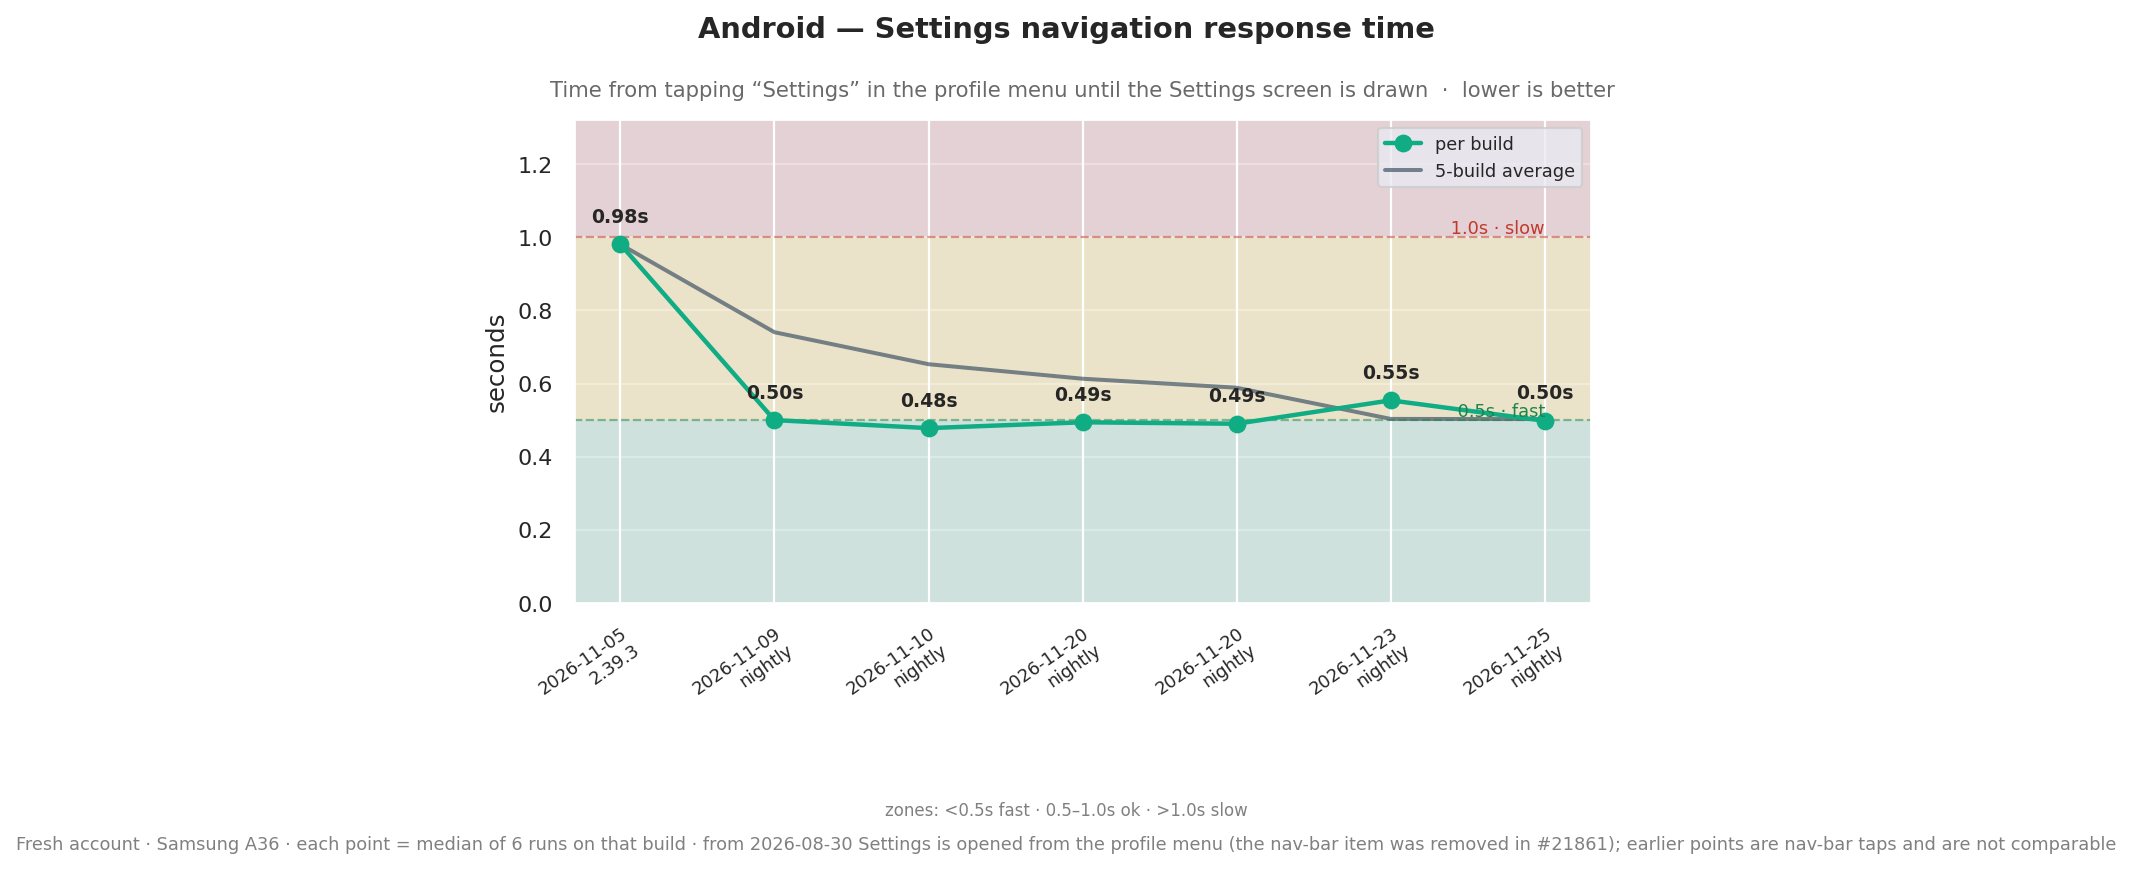 Android — Settings navigation response time
Time from tapping “Settings” in the profile menu until the Settings screen is drawn · lower is better
per build
5-build average
seconds
1.2
1.0
0.8
0.6
0.4
0.2
0.0
1.0s · slow
0.5s · fast
0.98s
0.50s
0.48s
0.49s
0.49s
0.55s
0.50s
2026-11-05
2.39.3
2026-11-09
nightly
2026-11-10
nightly
2026-11-20
nightly
2026-11-20
nightly
2026-11-23
nightly
2026-11-25
nightly
zones: <0.5s fast · 0.5–1.0s ok · >1.0s slow
Fresh account · Samsung A36 · each point = median of 6 runs on that build · from 2026-08-30 Settings is opened from the profile menu (the nav-bar item was removed in #21861); earlier points are nav-bar taps and are not comparable